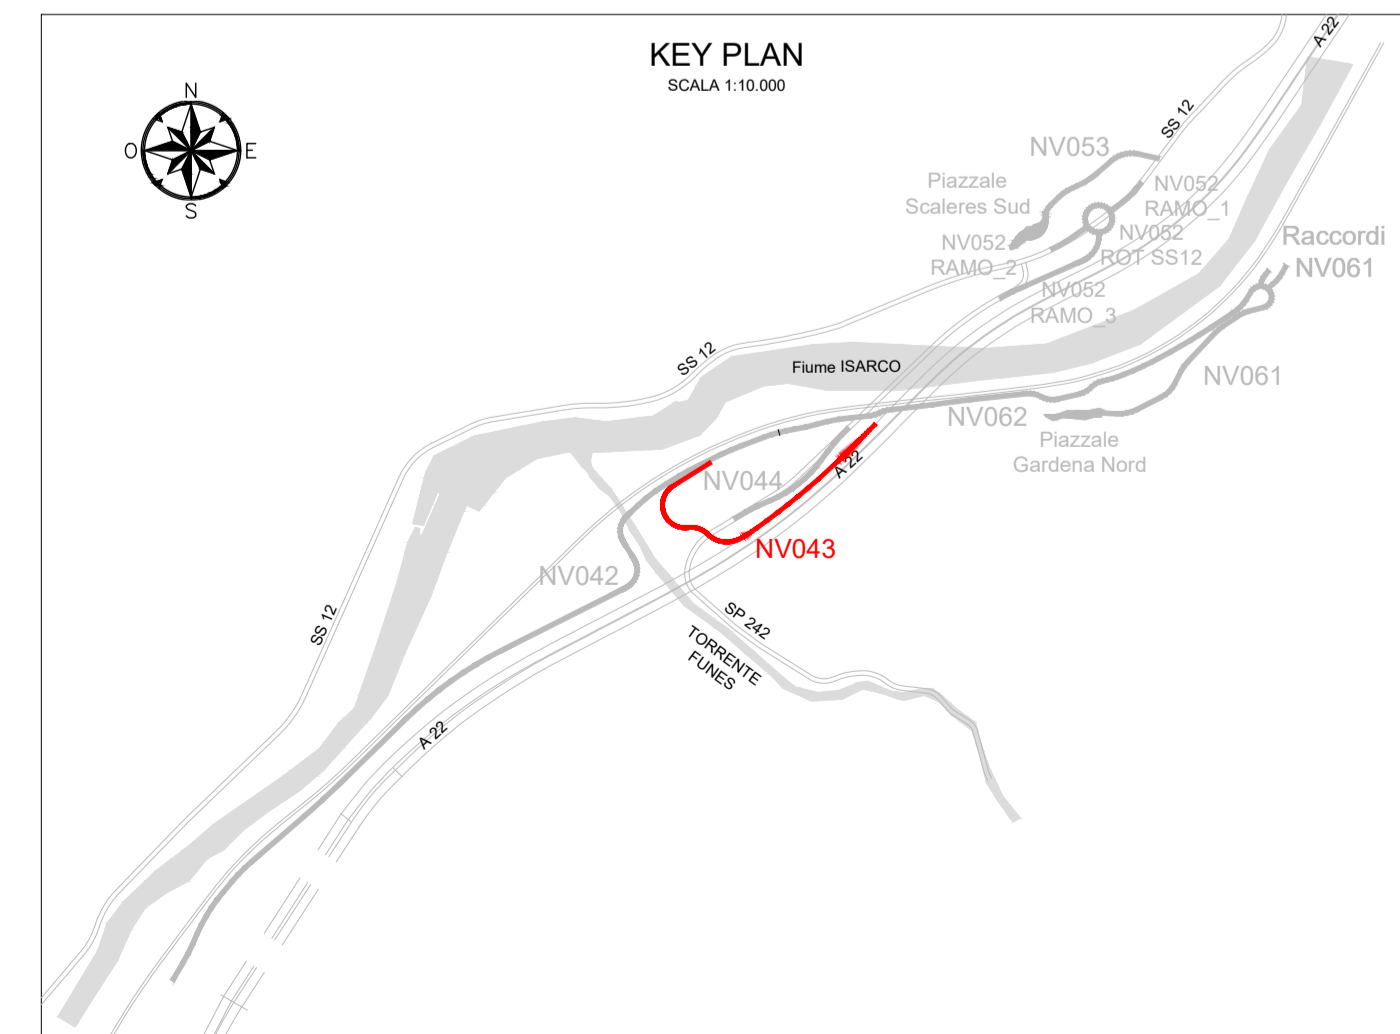 KEY PLAN
SCALA 1:10.000
N
O
E
S
A 22
SS 12
NV053
Piazzale
Scaleres Sud
NV052
RAMO_1
NV052
ROT SS12
NV052
RAMO_2
NV052
RAMO_3
Raccordi
NV061
SS 12
Fiume ISARCO
NV061
NV062
Piazzale
Gardena Nord
NV044
A 22
NV043
NV042
SS 12
SP 242
TORRENTE
FUNES
A 22